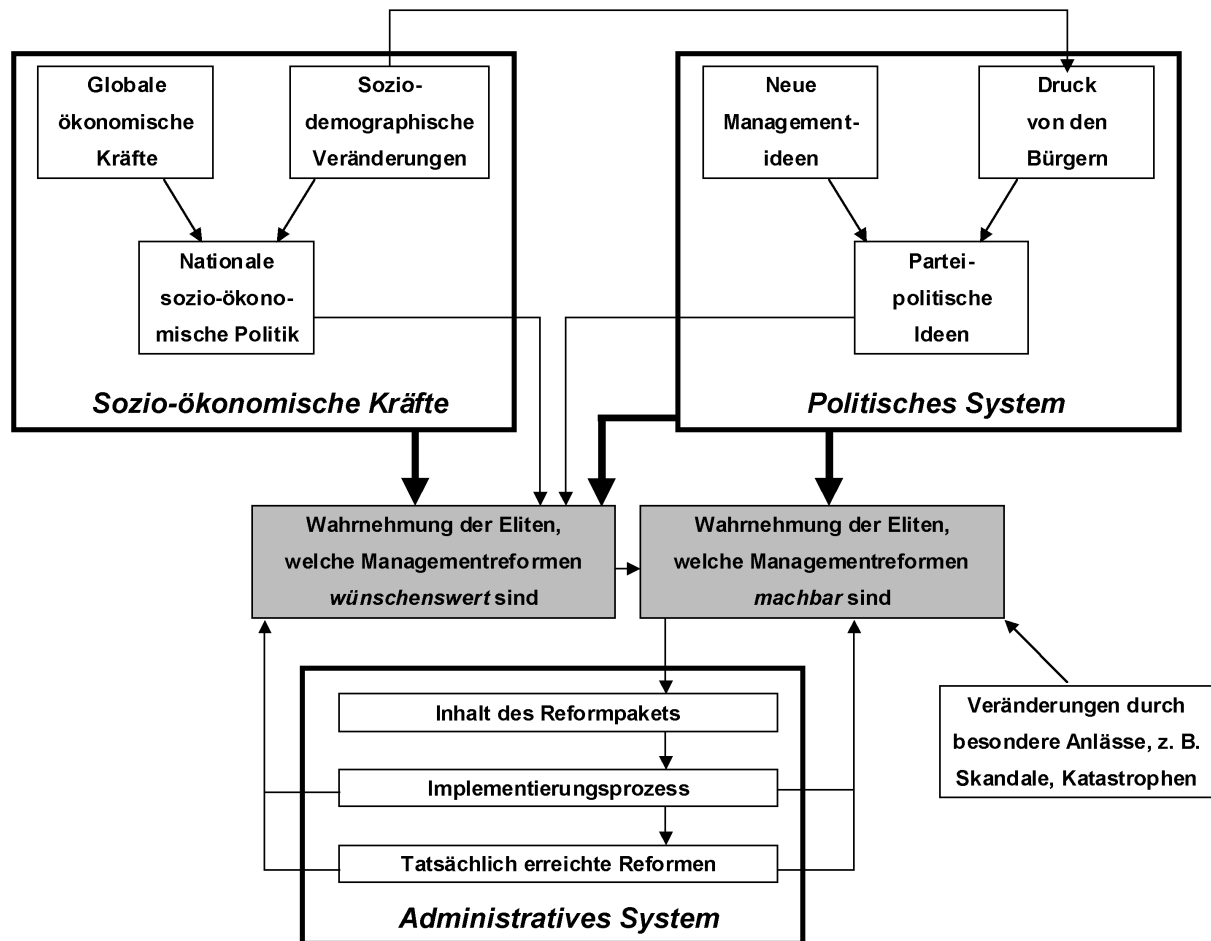 Globale
ökonomische
Kräfte
Sozio-
demographische
Veränderungen
Nationale
sozio-ökono-
mische Politik
Sozio-ökonomische Kräfte
Neue
Management-
ideen
Druck
von den
Bürgern
Partei-
politische
Ideen
Politisches System
Wahrnehmung der Eliten,
welche Managementreformen
wünschenswert sind
Wahrnehmung der Eliten,
welche Managementreformen
machbar sind
Inhalt des Reformpakets
Implementierungsprozess
Tatsächlich erreichte Reformen
Administratives System
Veränderungen durch
besondere Anlässe, z. B.
Skandale, Katastrophen